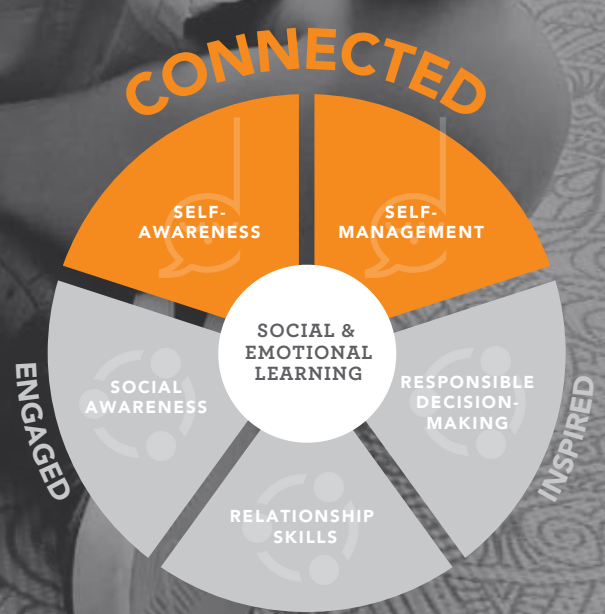 CONNECTED
SELF-
AWARENESS
SELF-
MANAGEMENT
SOCIAL &
EMOTIONAL
LEARNING
SOCIAL
AWARENESS
RESPONSIBLE
DECISION-
MAKING
RELATIONSHIP
SKILLS
ENGAGED
INSPIRED